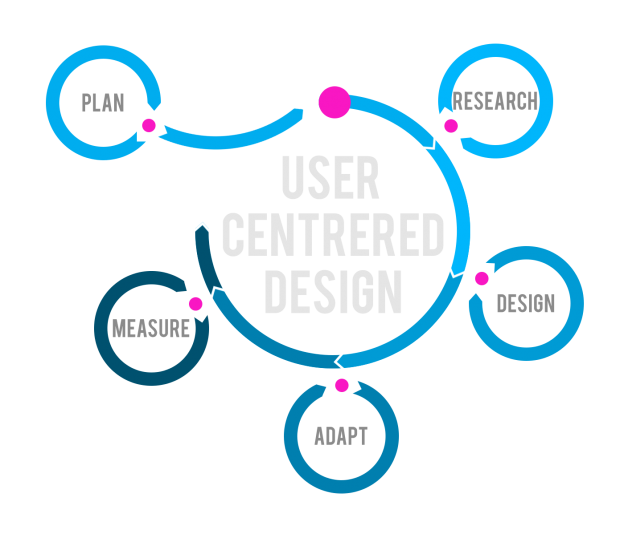 PLAN
RESEARCH
USER
CENTRERED
DESIGN
DESIGN
MEASURE
ADAPT